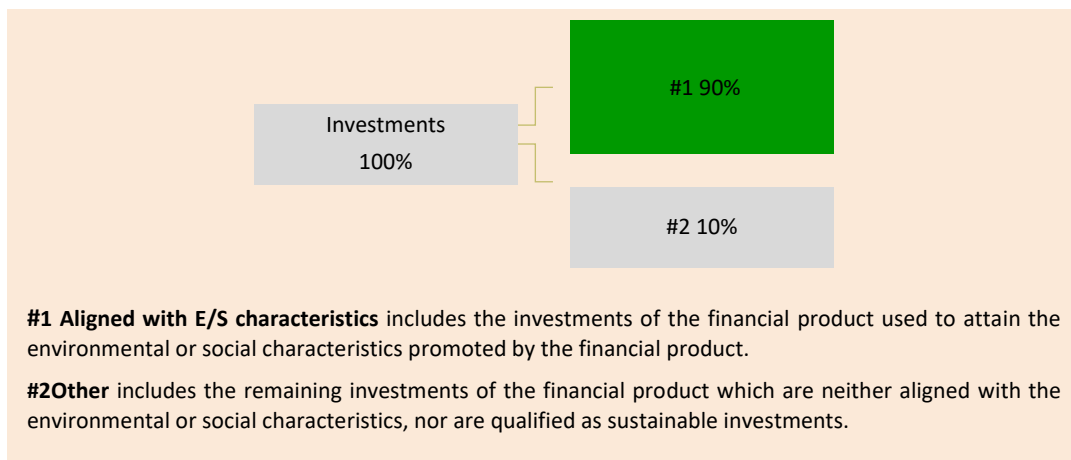 #1 90%
Investments
100%
#2 10%
#1 Aligned with E/S characteristics includes the investments of the financial product used to attain the
environmental or social characteristics promoted by the financial product.
#2Other includes the remaining investments of the financial product which are neither aligned with the
environmental or social characteristics, nor are qualified as sustainable investments.